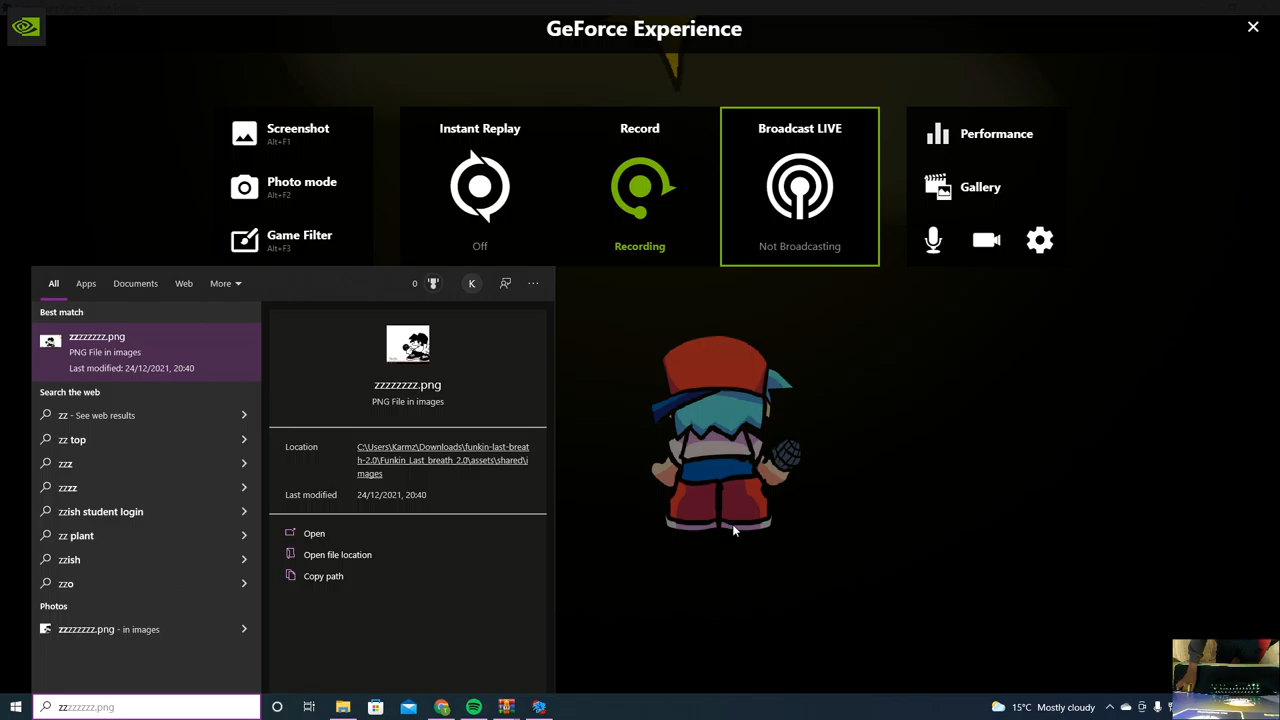 GeForce Experience
Screenshot
Alt+F1
Photo mode
Alt+F2
Game Filter
Alt+F3
Instant Replay
Off
Record
Recording
Broadcast LIVE
Not Broadcasting
Performance
Gallery
All Apps Documents Web More 0 K ...
Best match
zzzzzzzz.png
PNG File in images
Last modified: 24/12/2021, 20:40
Search the web
zz - See web results
zz top
zzz
zzzz
zzish student login
zz plant
zzish
zzo
Photos
zzzzzzzz.png - in images
zzzzzzzz.png
PNG File in images
Location C:\Users\Karmz\Downloads\funkin-last-breat
h-2.0\Funkin_Last_breath_2.0\assets\shared\i
mages
Last modified 24/12/2021, 20:40
Open
Open file location
Copy path
zzzzzzzz.png
15°C Mostly cloudy